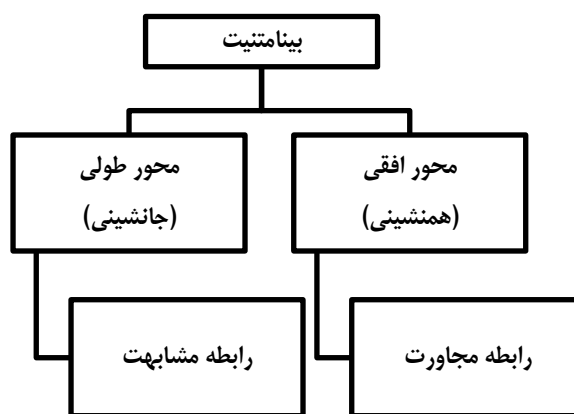 بینامتنیت
محور افقی
(همنشینی)
محور طولی
(جانشینی)
رابطه مجاورت
رابطه مشابهت